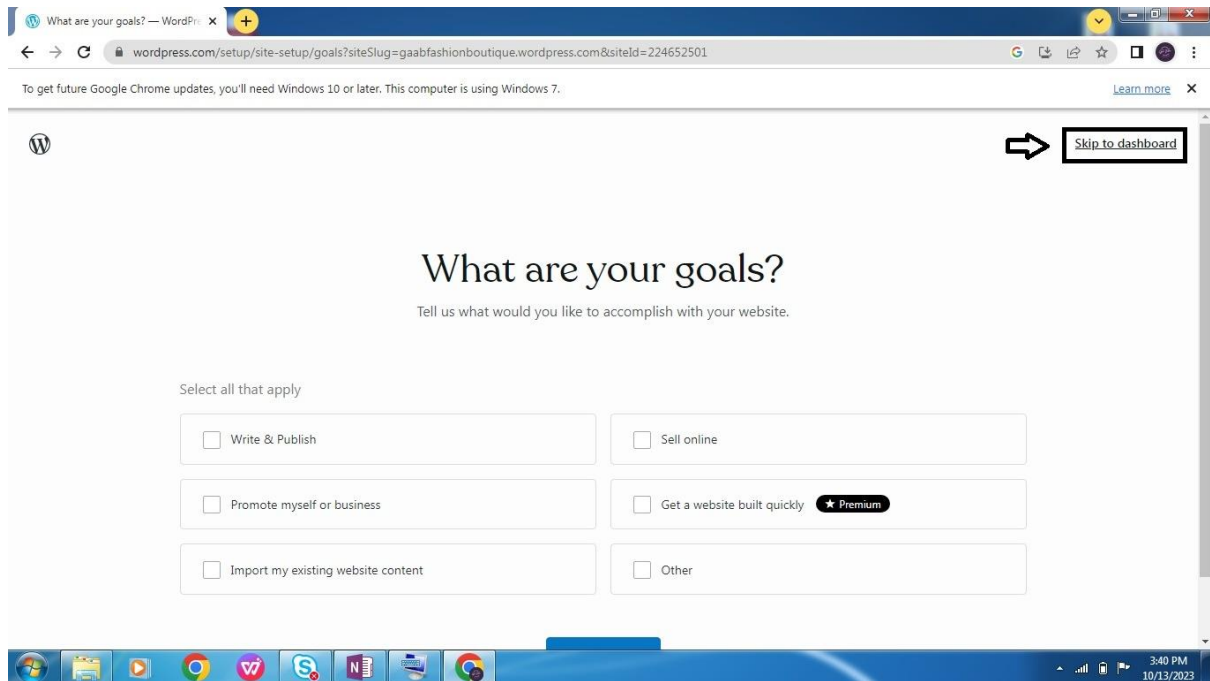 What are your goals? — WordPr
wordpress.com/setup/site-setup/goals?siteSlug=gaabfashionboutique.wordpress.com&siteId=224652501
To get future Google Chrome updates, you'll need Windows 10 or later. This computer is using Windows 7.
Learn more
Skip to dashboard
What are your goals?
Tell us what would you like to accomplish with your website.
Select all that apply
Write & Publish
Sell online
Promote myself or business
Get a website built quickly
Premium
Import my existing website content
Other
3:40 PM
10/13/2023